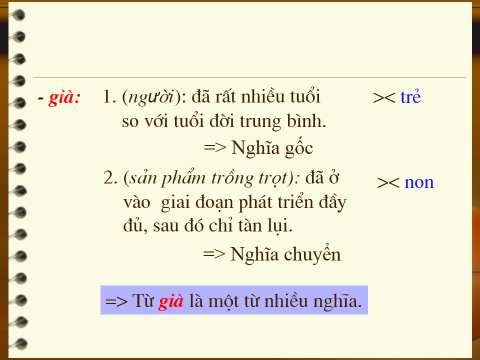 - già: 1. (người): đã rất nhiều tuổi >< trẻ
so với tuổi đời trung bình.
=> Nghĩa gốc
2. (sản phẩm trồng trọt): đã ở >< non
vào giai đoạn phát triển đầy
đủ, sau đó chỉ tàn lụi.
=> Nghĩa chuyển
=> Từ già là một từ nhiều nghĩa.